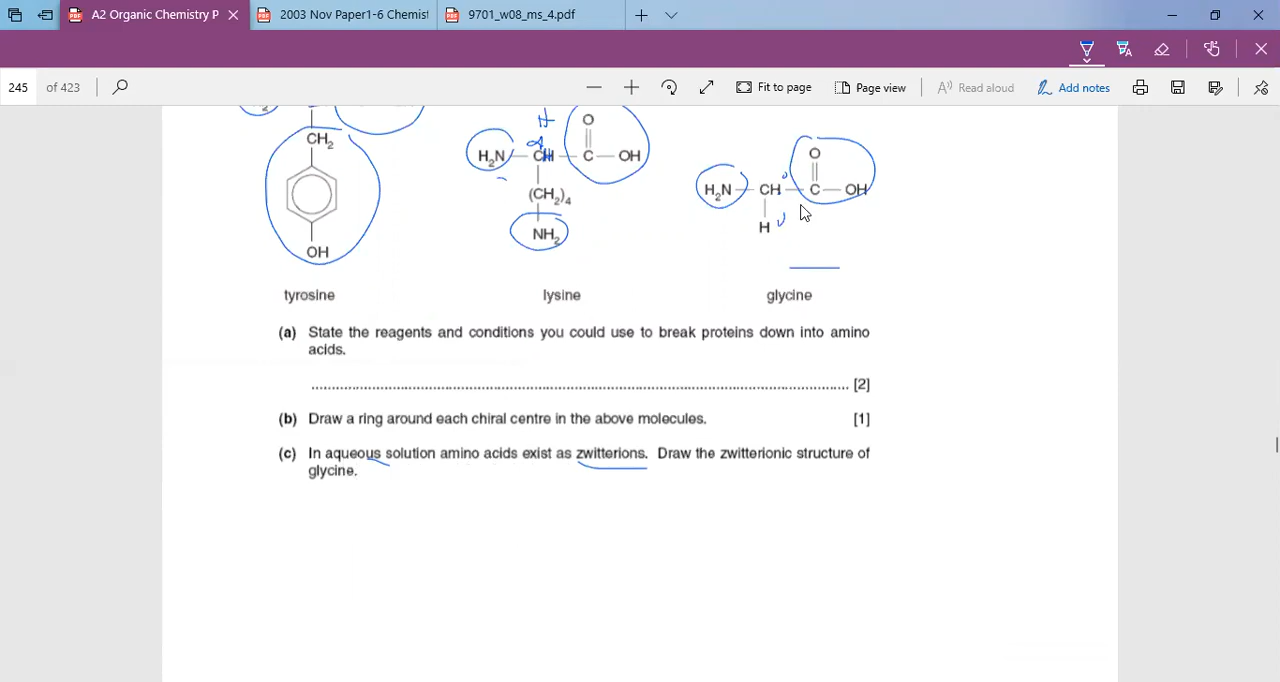 A2 Organic Chemistry P
2003 Nov Paper1-6 Chemist
9701_w08_ms_4.pdf
245 of 423
Fit to page
Page view
Read aloud
Add notes
CH2
OH
tyrosine
H
O
H2N CH C OH
(CH2)4
NH2
lysine
O
H2N CH C OH
H
glycine
(a) State the reagents and conditions you could use to break proteins down into amino
acids.
[2]
(b) Draw a ring around each chiral centre in the above molecules. [1]
(c) In aqueous solution amino acids exist as zwitterions. Draw the zwitterionic structure of
glycine.